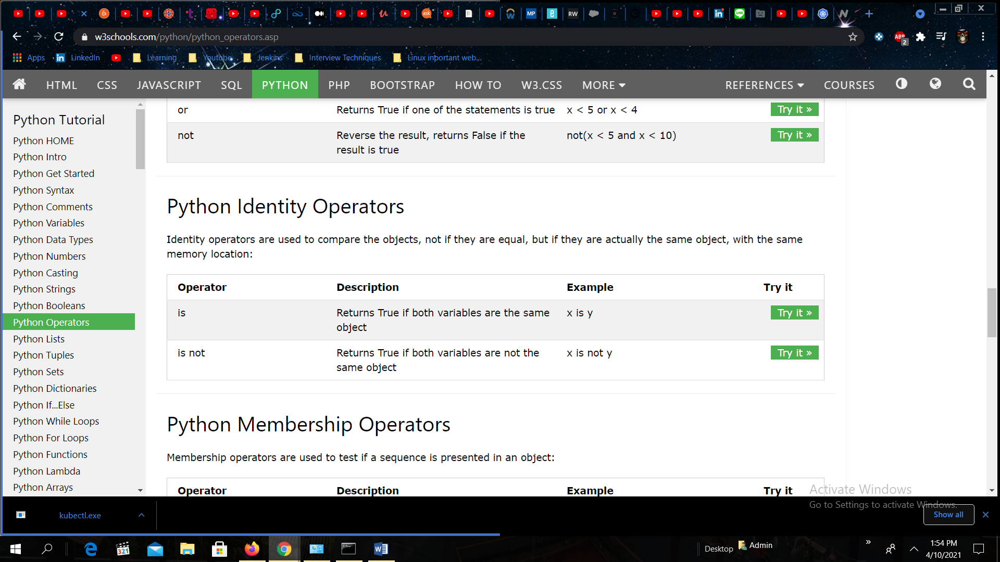 ask
MP
e
RW
in
LINE
w3schools.com/python/python_operators.asp
ABP
2
Apps
in
LinkedIn
Learning
Youtube
Jenkins
Interview Techniques
Linux inportant web...
HTML
CSS
JAVASCRIPT
SQL
PYTHON
PHP
BOOTSTRAP
HOW TO
W3.CSS
MORE
REFERENCES
COURSES
Python Tutorial
Python HOME
Python Intro
Python Get Started
Python Syntax
Python Comments
Python Variables
Python Data Types
Python Numbers
Python Casting
Python Strings
Python Booleans
Python Operators
Python Lists
Python Tuples
Python Sets
Python Dictionaries
Python If...Else
Python While Loops
Python For Loops
Python Functions
Python Lambda
Python Arrays
or
Returns True if one of the statements is true
x < 5 or x < 4
Try it »
not
Reverse the result, returns False if the
result is true
not(x < 5 and x < 10)
Try it »
Python Identity Operators
Identity operators are used to compare the objects, not if they are equal, but if they are actually the same object, with the same
memory location:
Operator
Description
Example
Try it
is
Returns True if both variables are the same
object
x is y
Try it »
is not
Returns True if both variables are not the
same object
x is not y
Try it »
Python Membership Operators
Membership operators are used to test if a sequence is presented in an object:
Operator
Description
Example
Try it
Activate Windows
Go to Settings to activate Windows.
kubectl.exe
Show all
321
Desktop
Admin
1:54 PM
4/10/2021